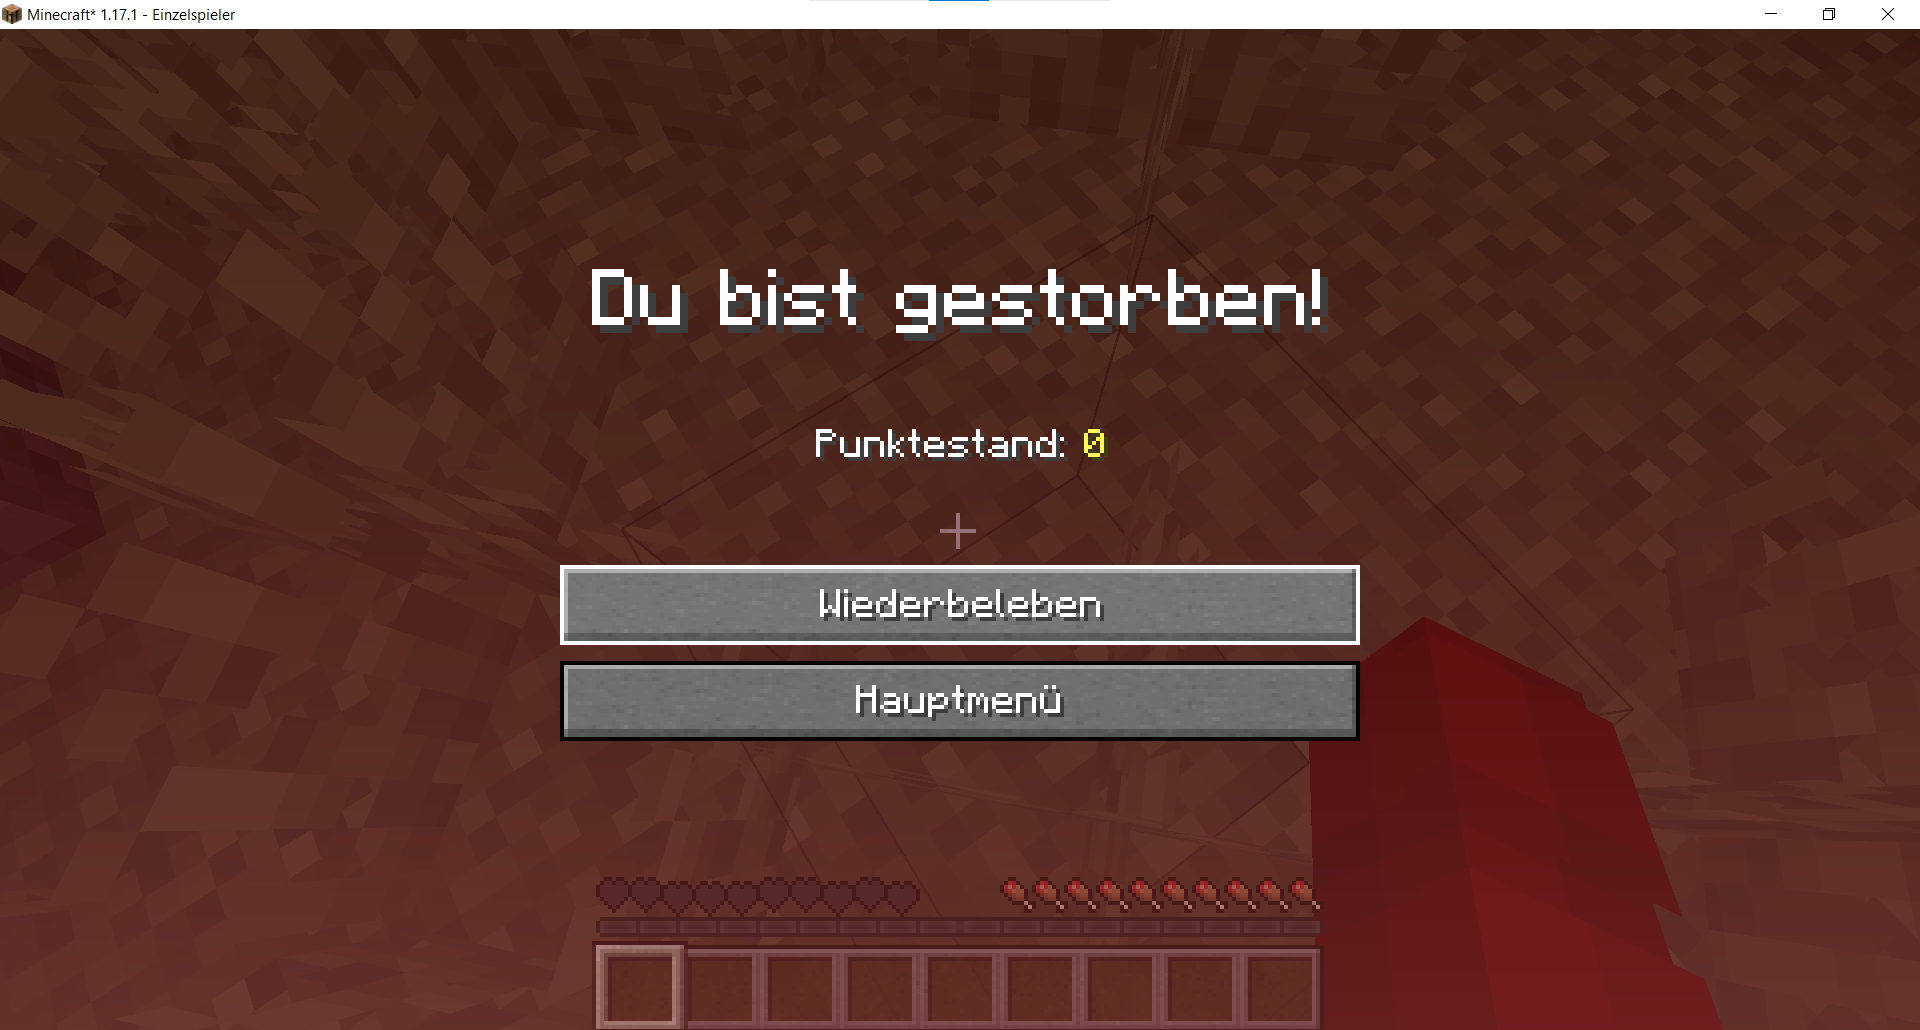 Minecraft* 1.17.1 - Einzelspieler
Du bist gestorben!
Punktestand: 0
Wiederbeleben
Hauptmenü